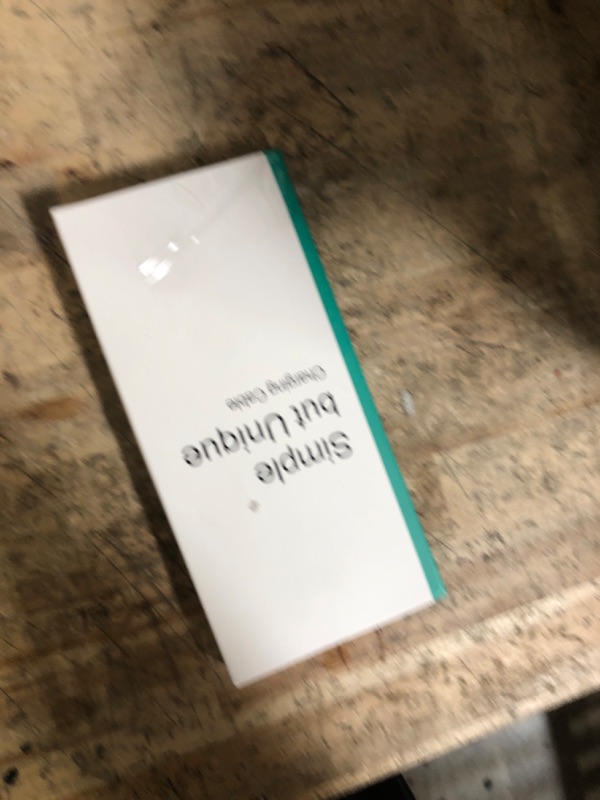 Simple
but Unique
Charging Cable